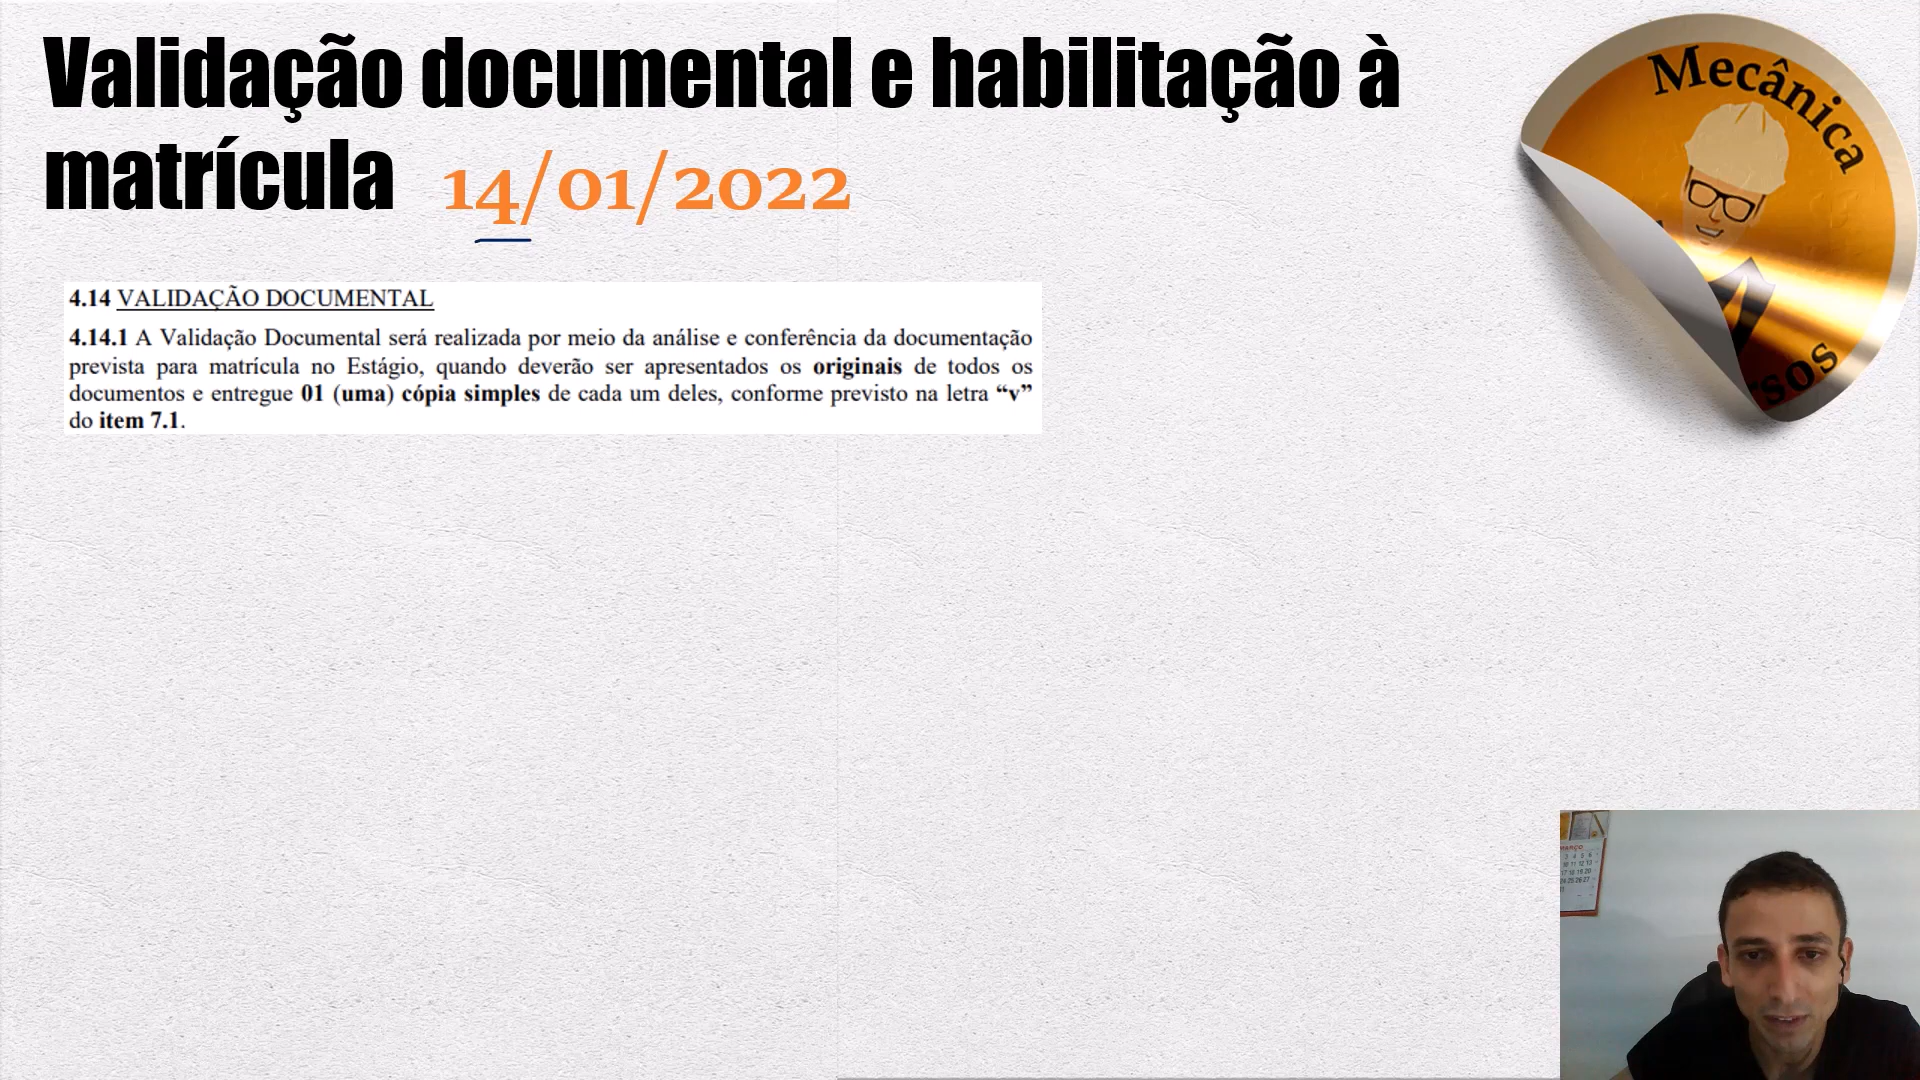 Validação documental e habilitação à
matrícula 14/01/2022
Mecânica
4.14 VALIDAÇÃO DOCUMENTAL
4.14.1 A Validação Documental será realizada por meio da análise e conferência da documentação
prevista para matrícula no Estágio, quando deverão ser apresentados os originais de todos os
documentos e entregue 01 (uma) cópia simples de cada um deles, conforme previsto na letra “v”
do item 7.1.
rsos
MARÇO